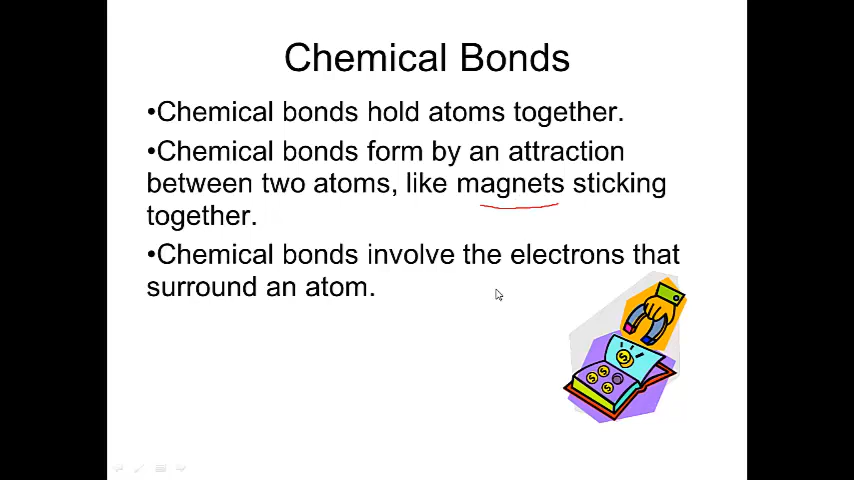 Chemical Bonds
•Chemical bonds hold atoms together.
•Chemical bonds form by an attraction
between two atoms, like magnets sticking
together.
•Chemical bonds involve the electrons that
surround an atom.